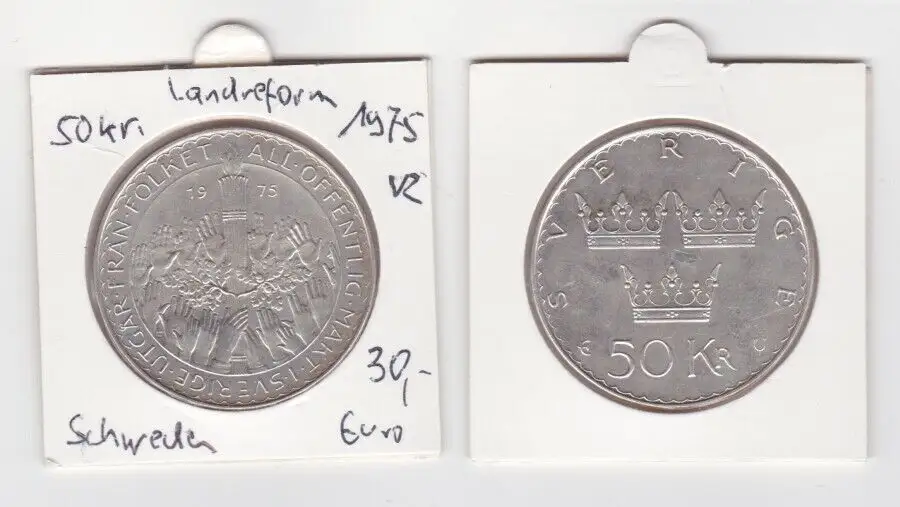 Landreform
50 kr.
1975
vz
ALL·OFFENTLIG·MAKT·I·SVERIGE·UTGÅR·FRÅN·FOLKET
19 75
30,-
Schweden
Euro
SVERIGE
50 KR
U